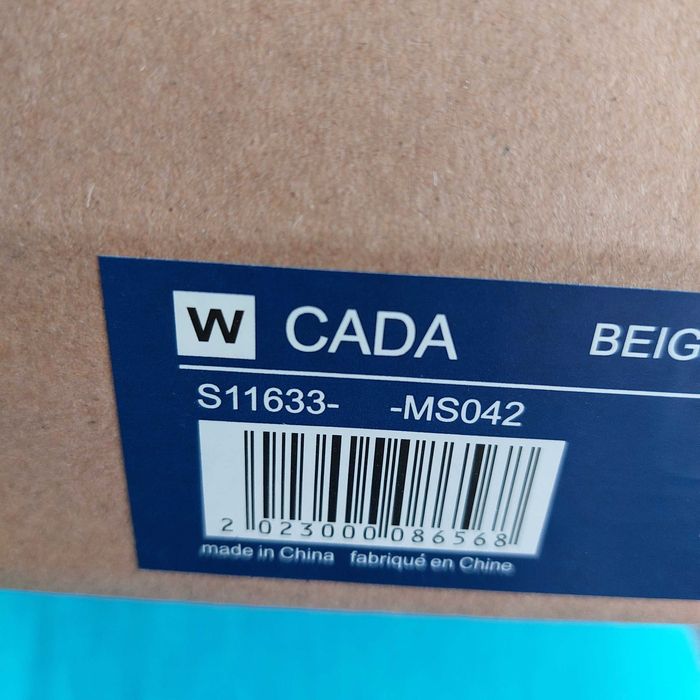 W CADA BEIG
S11633- -MS042
2 023000 086568
made in China fabriqué en Chine